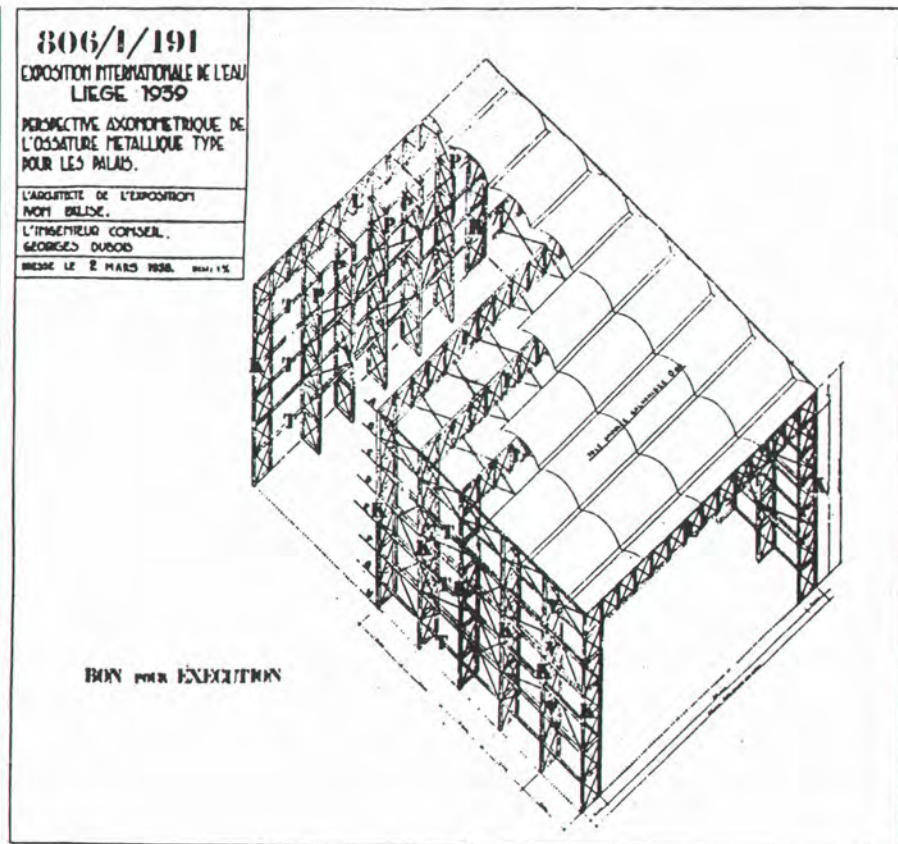 806/1/191
EXPOSITION INTERNATIONALE DE L'EAU
LIEGE 1939
PERSPECTIVE AXONOMETRIQUE DE
L'OSSATURE METALLIQUE TYPE
POUR LES PALAIS.
L'ARCHITECTE DE L'EXPOSITION
L'INGENIEUR CONSEIL.
GEORGES DUBOIS
LE 2 MARS 1938.
P
L
P
P
K
T
P
K
T
T
K
K
T
K
T
T
K
K
K
K
BON POUR EXECUTION